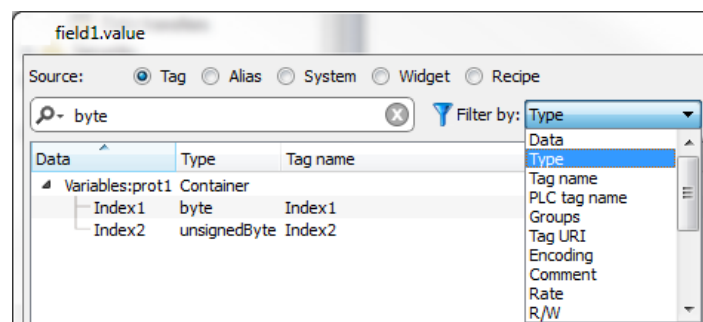 field1.value
Source: Tag Alias System Widget Recipe
byte Filter by: Type
Data Type Tag name
Variables:prot1 Container
Index1 byte Index1
Index2 unsignedByte Index2
Data
Type
Tag name
PLC tag name
Groups
Tag URI
Encoding
Comment
Rate
R/W